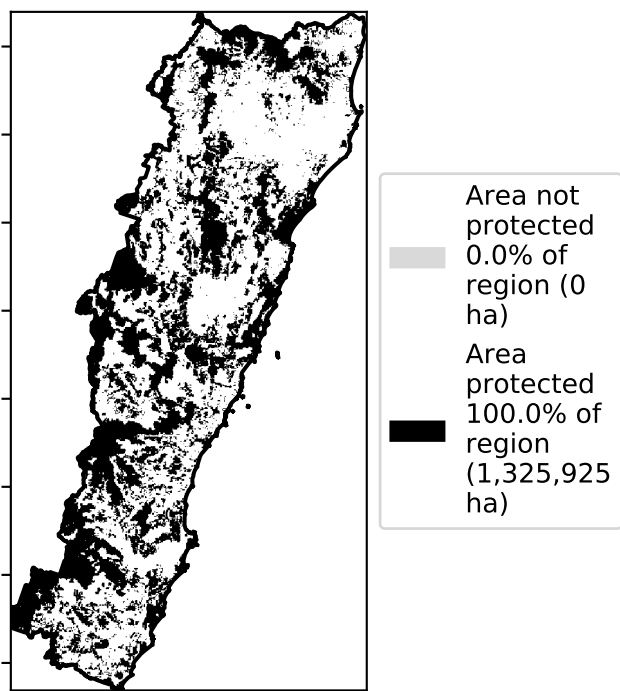 Area not
protected
0.0% of
region (0
ha)
Area
protected
100.0% of
region
(1,325,925
ha)